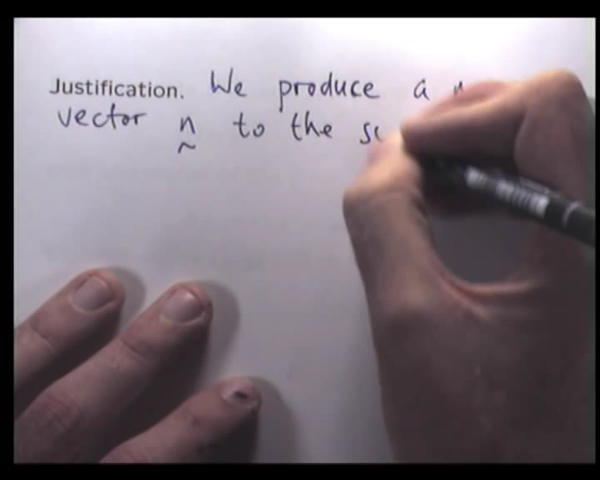 Justification. We produce a
vector n to the
~